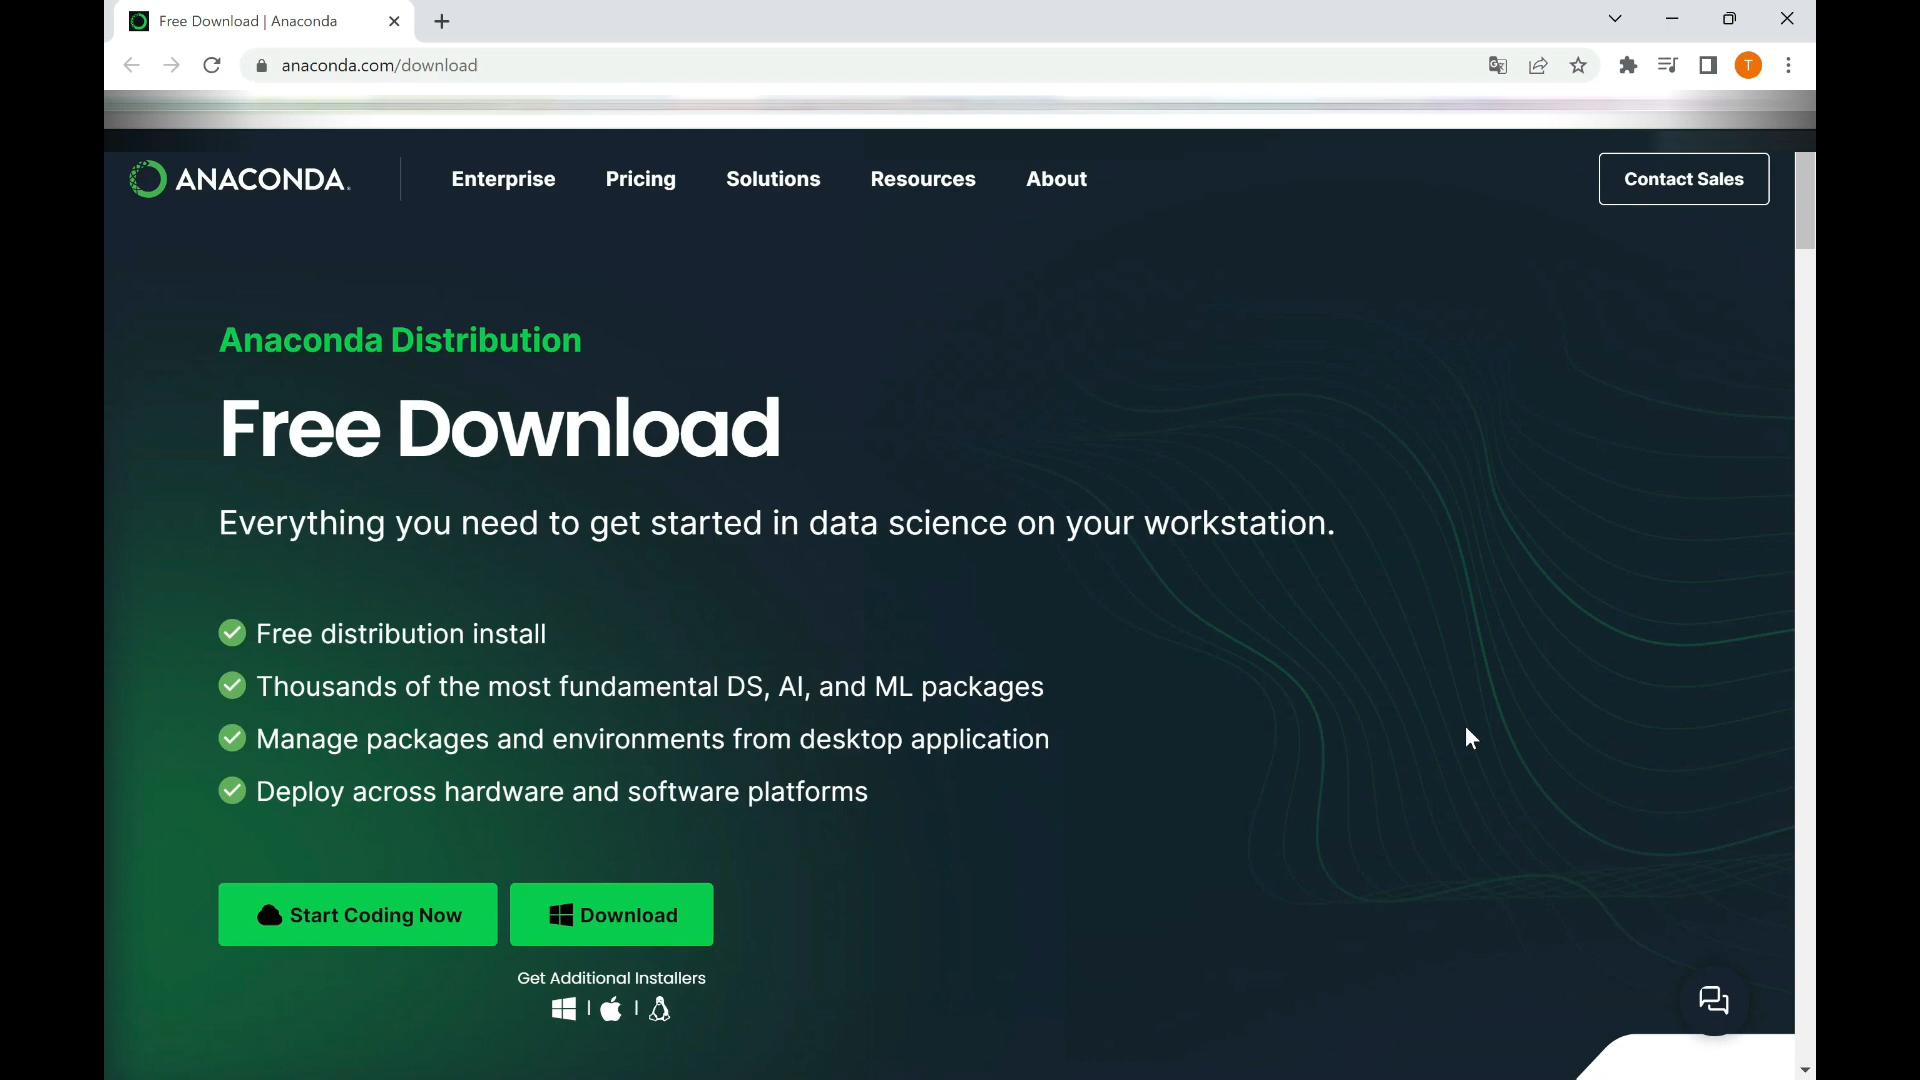 Free Download | Anaconda
anaconda.com/download
T
ANACONDA.
Enterprise Pricing Solutions Resources About
Contact Sales
Anaconda Distribution
Free Download
Everything you need to get started in data science on your workstation.
Free distribution install
Thousands of the most fundamental DS, AI, and ML packages
Manage packages and environments from desktop application
Deploy across hardware and software platforms
Start Coding Now Download
Get Additional Installers